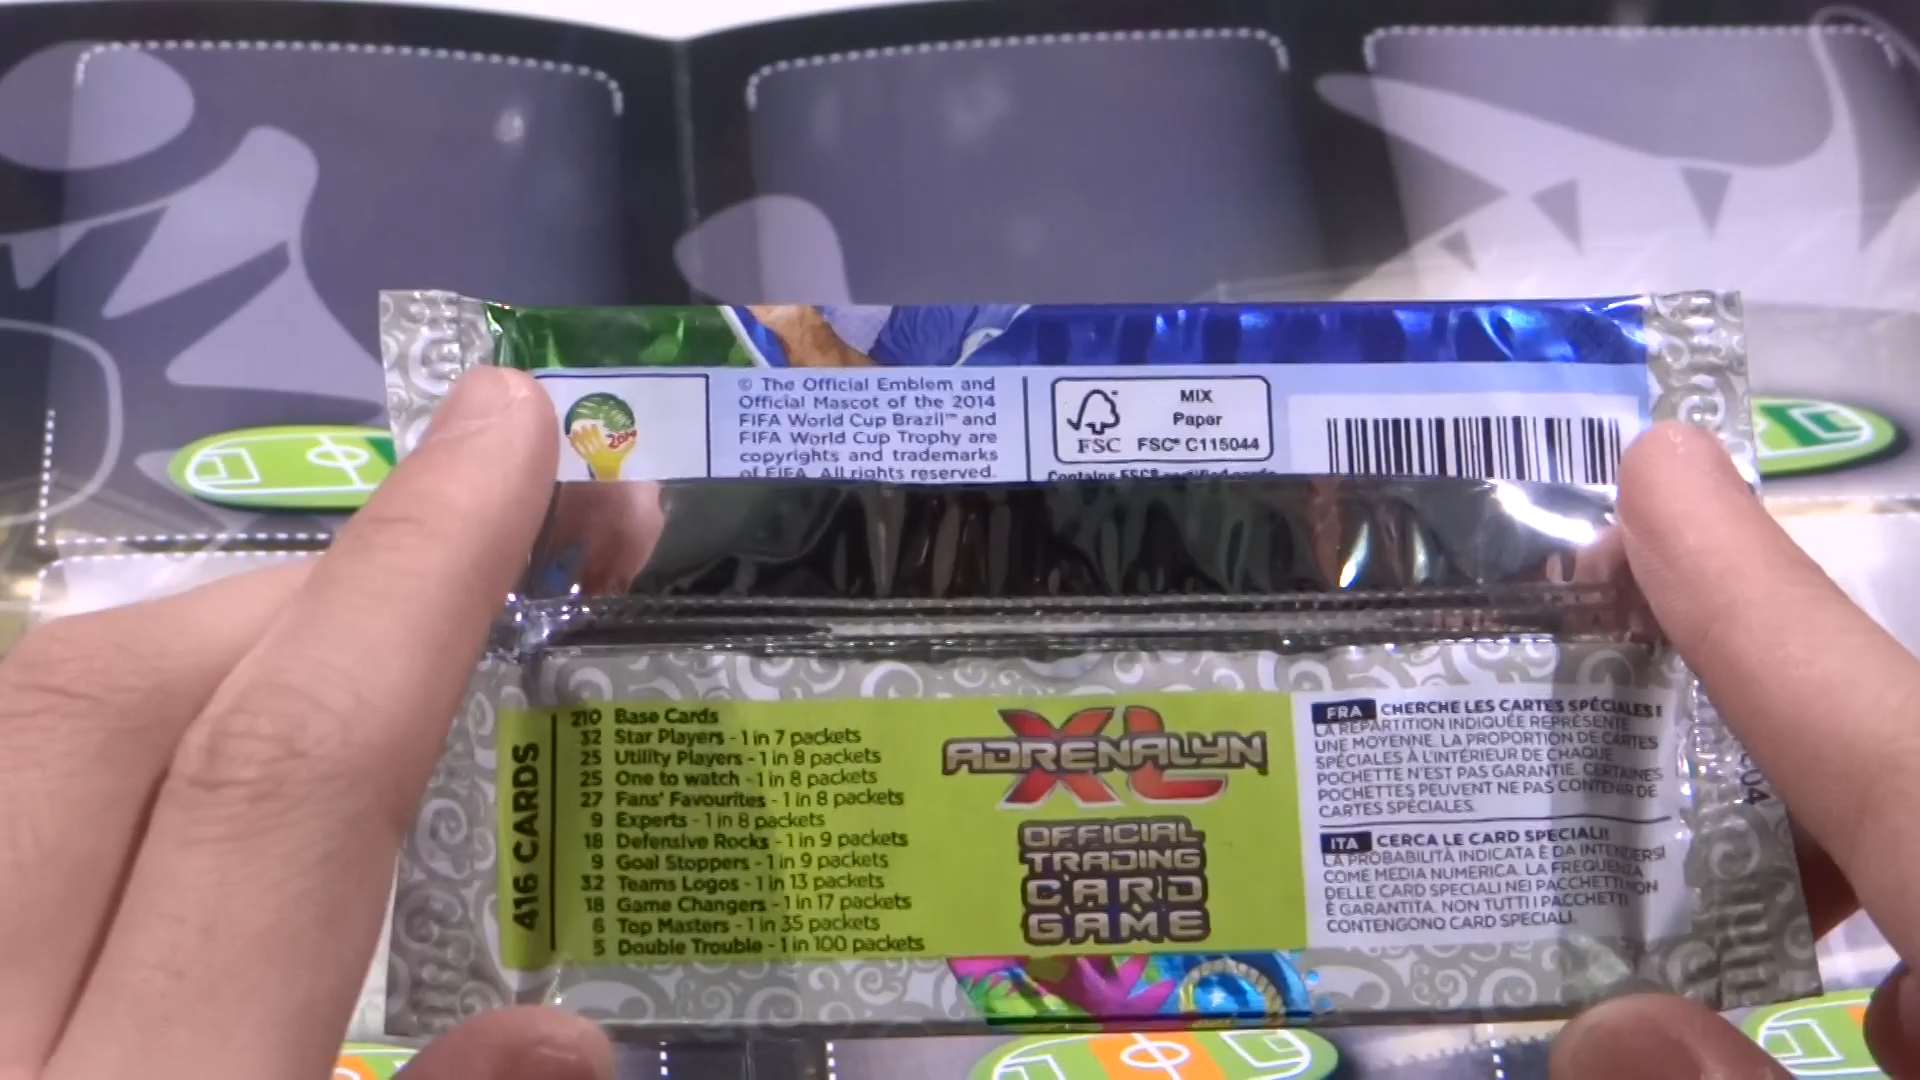 2014
© The Official Emblem and
Official Mascot of the 2014
FIFA World Cup Brazil™ and
FIFA World Cup Trophy are
copyrights and trademarks
of FIFA. All rights reserved.
FSC
MIX
Paper
FSC® C115044
416 CARDS
210 Base Cards
32 Star Players - 1 in 7 packets
25 Utility Players - 1 in 8 packets
25 One to watch - 1 in 8 packets
27 Fans' Favourites - 1 in 8 packets
9 Experts - 1 in 8 packets
18 Defensive Rocks - 1 in 9 packets
9 Goal Stoppers - 1 in 9 packets
32 Teams Logos - 1 in 13 packets
18 Game Changers - 1 in 17 packets
6 Top Masters - 1 in 35 packets
5 Double Trouble - 1 in 100 packets
ADRENALYN
XL
OFFICIAL
TRADING
CARD
GAME
FRA CHERCHE LES CARTES SPÉCIALES !
LA RÉPARTITION INDIQUÉE REPRÉSENTE
UNE MOYENNE. LA PROPORTION DE CARTES
SPÉCIALES À L'INTÉRIEUR DE CHAQUE
POCHETTE N'EST PAS GARANTIE. CERTAINES
POCHETTES PEUVENT NE PAS CONTENIR DE
CARTES SPÉCIALES.
ITA CERCA LE CARD SPECIALI!
LA PROBABILITÀ INDICATA È DA INTENDERSI
COME MEDIA NUMERICA. LA FREQUENZA
DELLE CARD SPECIALI NEI PACCHETTI NON
È GARANTITA. NON TUTTI I PACCHETTI
CONTENGONO CARD SPECIALI.